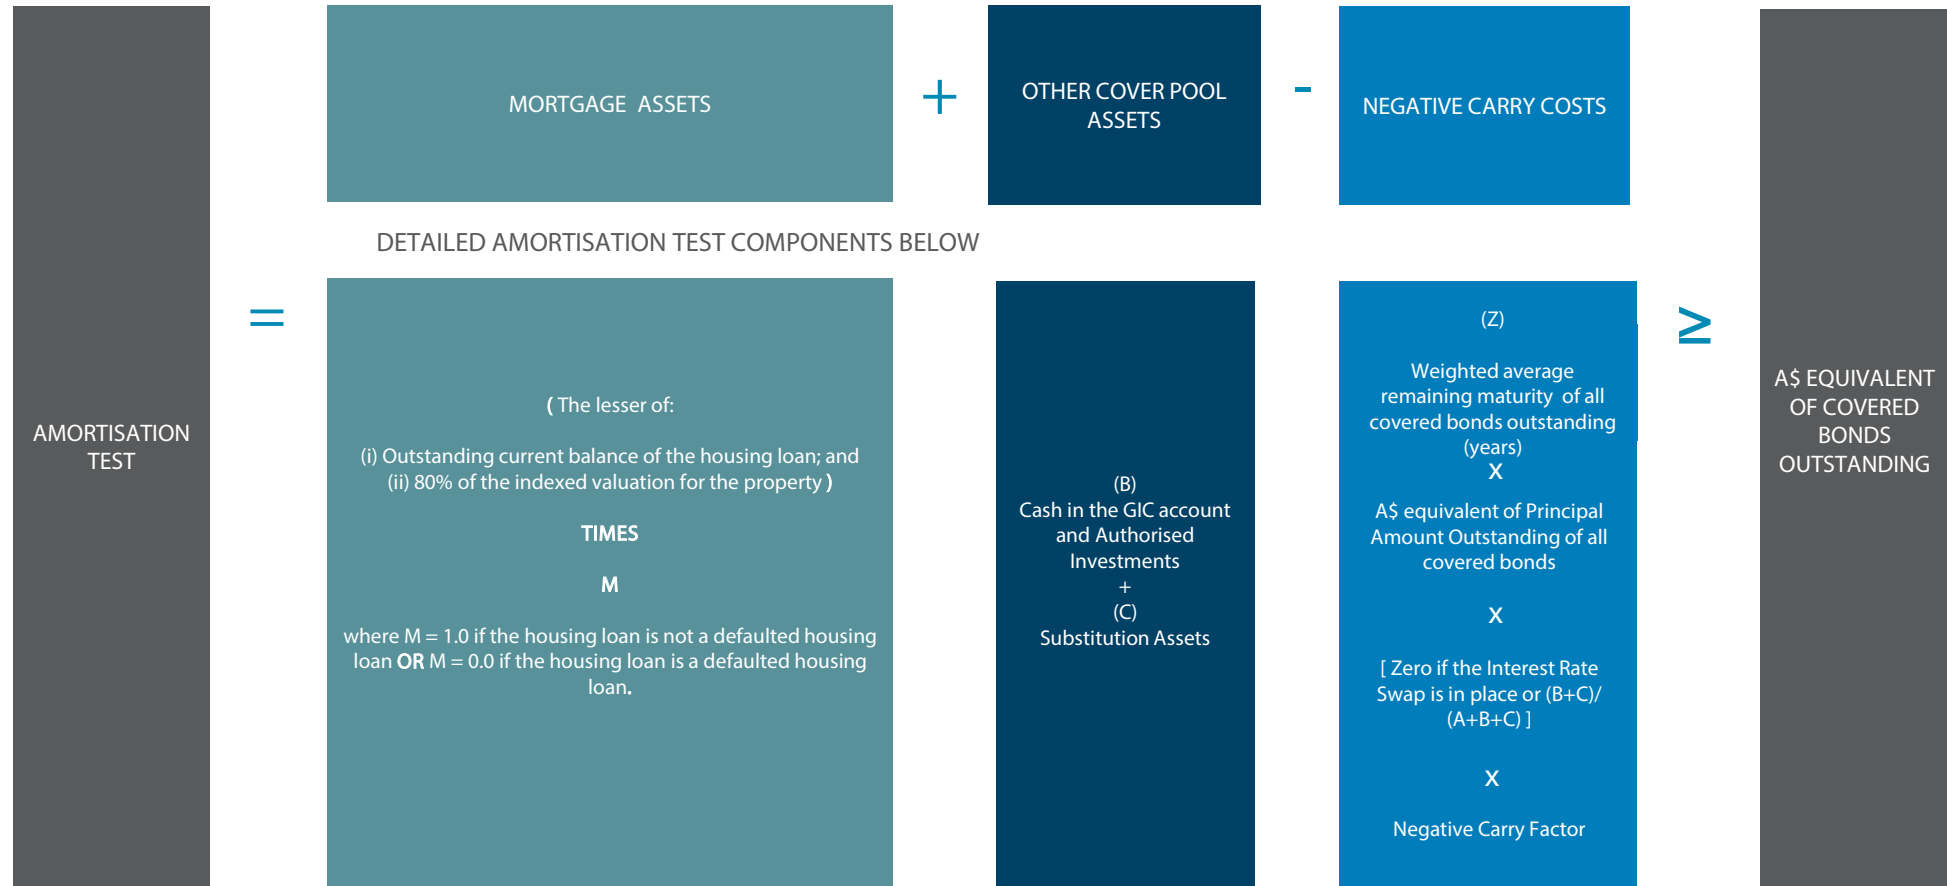 AMORTISATION
TEST
=
MORTGAGE ASSETS
+
OTHER COVER POOL
ASSETS
-
NEGATIVE CARRY COSTS
DETAILED AMORTISATION TEST COMPONENTS BELOW
( The lesser of:
(i) Outstanding current balance of the housing loan; and
(ii) 80% of the indexed valuation for the property )
TIMES
M
where M = 1.0 if the housing loan is not a defaulted housing
loan OR M = 0.0 if the housing loan is a defaulted housing
loan.
(B)
Cash in the GIC account
and Authorised
Investments
+
(C)
Substitution Assets
(Z)
Weighted average
remaining maturity of all
covered bonds outstanding
(years)
X
A$ equivalent of Principal
Amount Outstanding of all
covered bonds
X
[ Zero if the Interest Rate
Swap is in place or (B+C)/
(A+B+C) ]
X
Negative Carry Factor
≥
A$ EQUIVALENT
OF COVERED
BONDS
OUTSTANDING